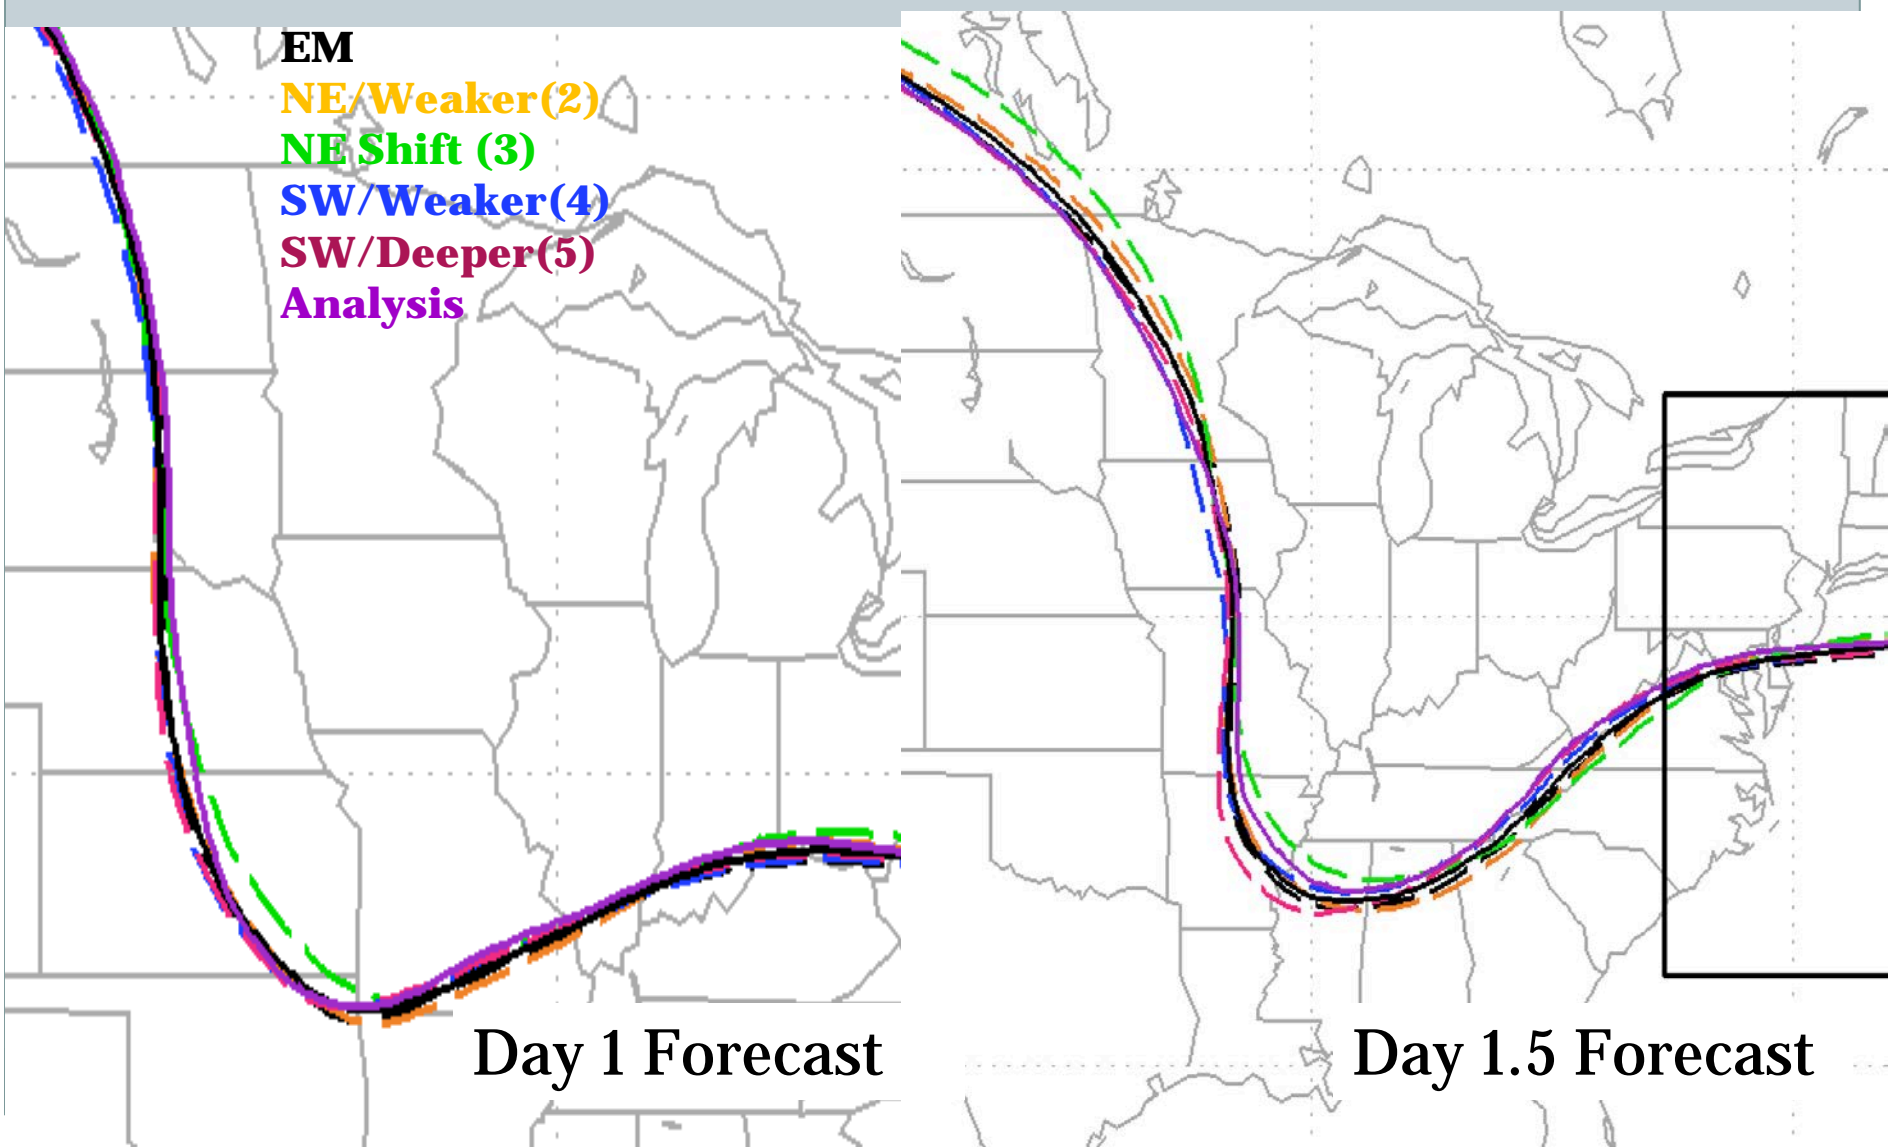 EM
NE/Weaker(2)
NE Shift (3)
SW/Weaker(4)
SW/Deeper(5)
Analysis
Day 1 Forecast
Day 1.5 Forecast